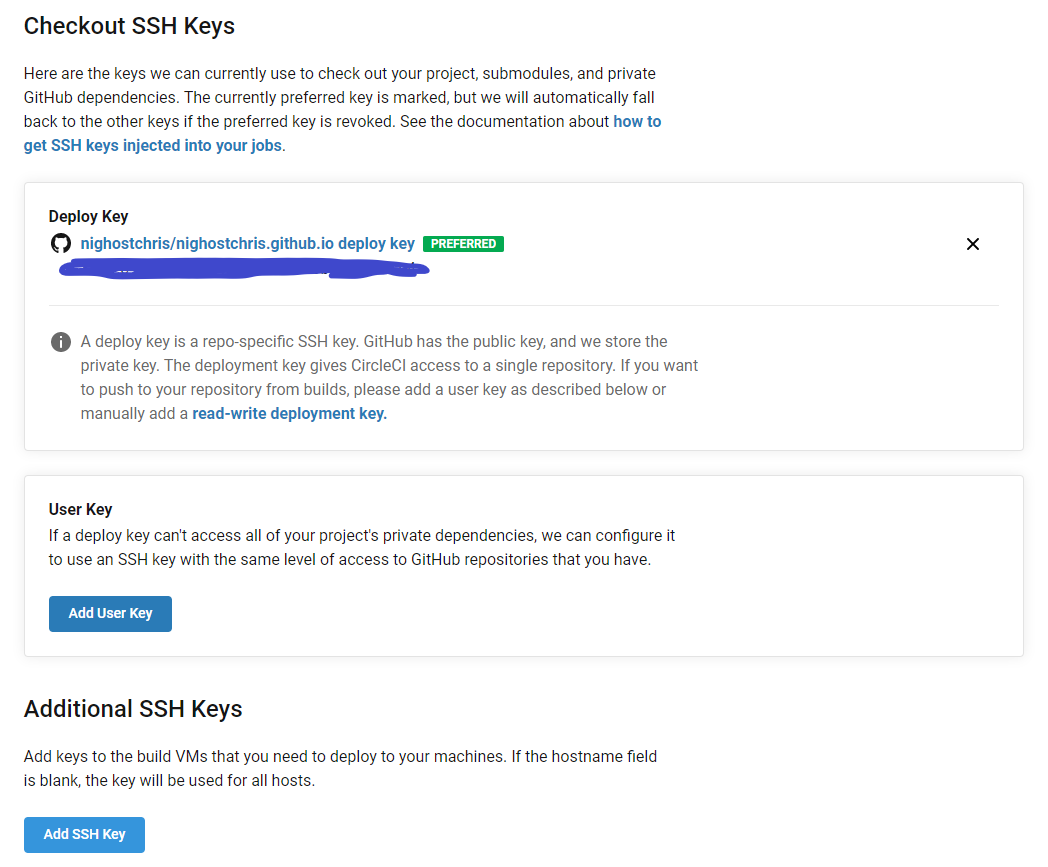 Checkout SSH Keys
Here are the keys we can currently use to check out your project, submodules, and private
GitHub dependencies. The currently preferred key is marked, but we will automatically fall
back to the other keys if the preferred key is revoked. See the documentation about how to
get SSH keys injected into your jobs.
Deploy Key
nighostchris/nighostchris.github.io deploy key PREFERRED
A deploy key is a repo-specific SSH key. GitHub has the public key, and we store the
private key. The deployment key gives CircleCI access to a single repository. If you want
to push to your repository from builds, please add a user key as described below or
manually add a read-write deployment key.
User Key
If a deploy key can't access all of your project's private dependencies, we can configure it
to use an SSH key with the same level of access to GitHub repositories that you have.
Add User Key
Additional SSH Keys
Add keys to the build VMs that you need to deploy to your machines. If the hostname field
is blank, the key will be used for all hosts.
Add SSH Key